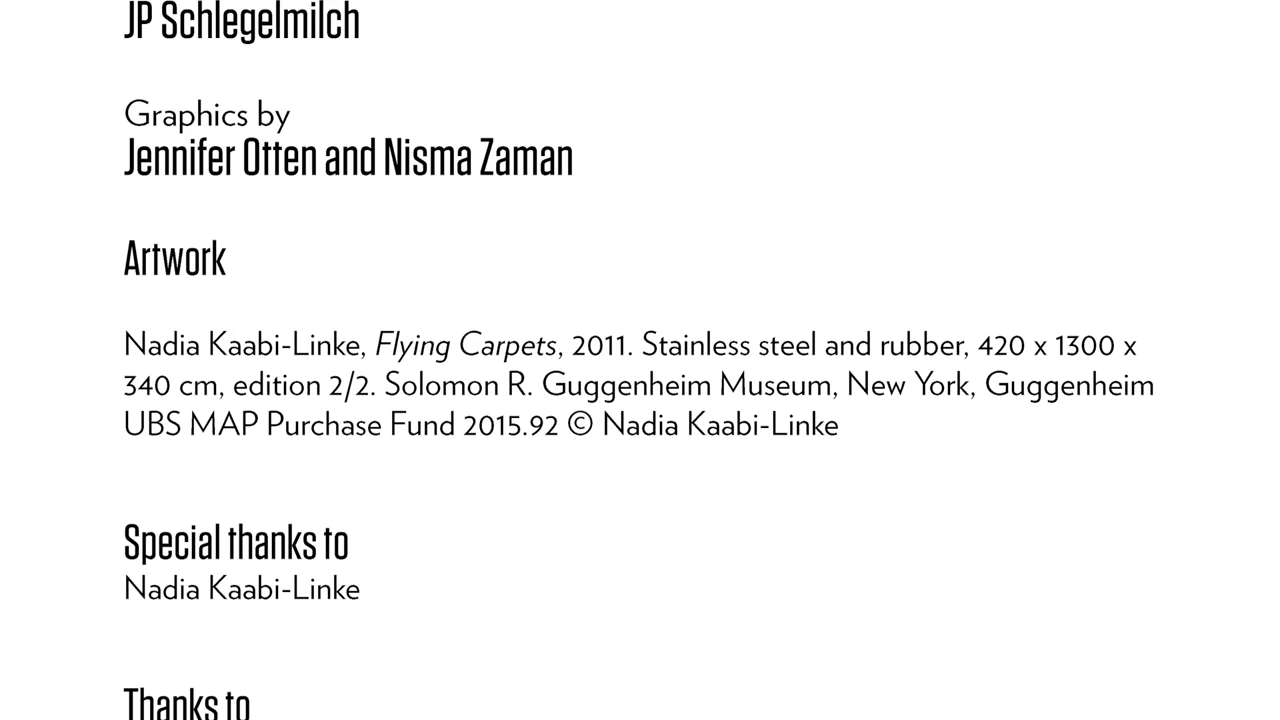 JP Schlegelmilch
Graphics by
Jennifer Otten and Nisma Zaman
Artwork
Nadia Kaabi-Linke, Flying Carpets, 2011. Stainless steel and rubber, 420 x 1300 x
340 cm, edition 2/2. Solomon R. Guggenheim Museum, New York, Guggenheim
UBS MAP Purchase Fund 2015.92 © Nadia Kaabi-Linke
Special thanks to
Nadia Kaabi-Linke
Thanks to